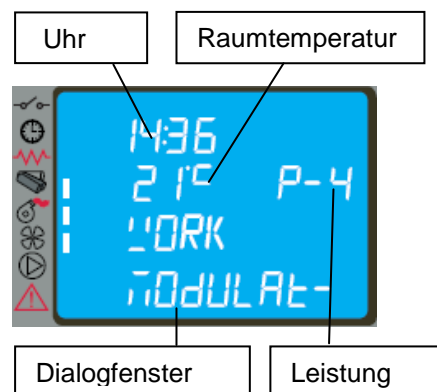 Uhr
Raumtemperatur
14:36
21°C P-4
WORK
MOdULAt-
Dialogfenster
Leistung